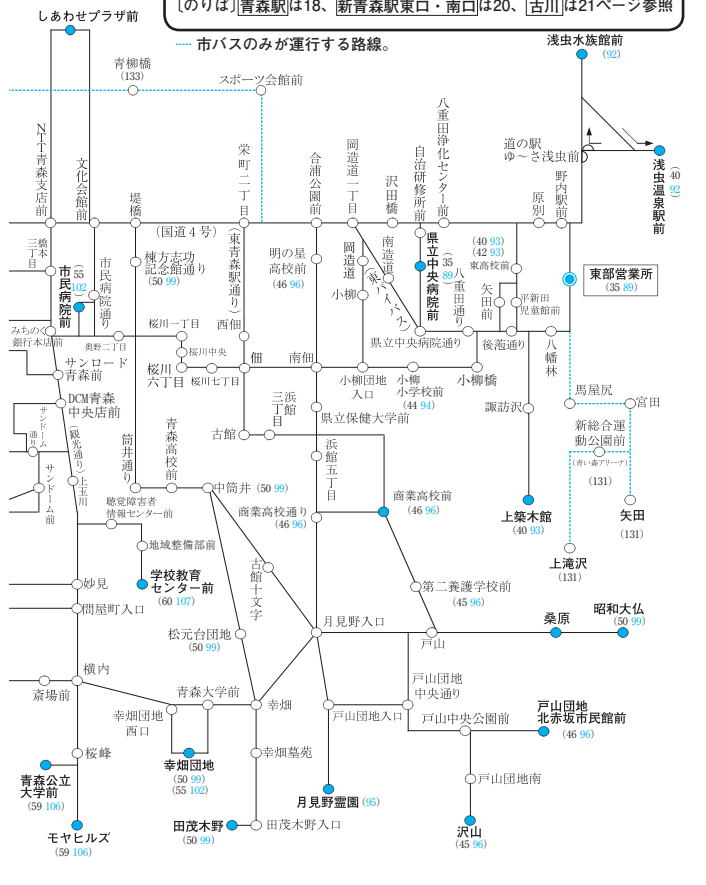 ［のりば］青森駅は18、新青森駅東口・南口は20、古川は21ページ参照
しあわせプラザ前
市バスのみが運行する路線。
浅虫水族館前
(92)
青柳橋
(133)
スポーツ会館前
道の駅
ゆ～さ浅虫前
浅虫温泉駅前
(40 92)
NTT青森支店前
文化会館前
堤橋
栄町二丁目
合浦公園前
岡造道一丁目
沢田橋
自治研修所前
八重田浄化センター前
原別
野内駅前
(国道４号)
橋本三丁目
市民病院前
(55 102)
市民病院通り
棟方志功
記念館通り
(50 99)
(東青森駅通り)
明の星
高校前
(46 96)
岡造道
南造道
(東バイパス)
県立中央病院前
(35 89)
八重田通り
(40 93)
(42 93)
東高校前
矢田前
平新田
児童館前
東部営業所
(35 89)
小柳
みちのく
銀行本店前
奥野二丁目
桜川一丁目
桜川中央
西佃
県立中央病院通り
後萢通り
八幡林
サンロード
青森前
桜川
六丁目
桜川七丁目
佃
南佃
小柳団地
入口
小柳
小学校前
(44 94)
小柳橋
DCM青森
中央店前
サンドーム通り
(観光通り)
筒井通り
青森高校前
三浜館
丁目
県立保健大学前
諏訪沢
馬屋尻
宮田
古館
浜館五丁目
新総合運
動公園前
(青い森アリーナ)
(131)
サンドーム前
上玉川
中筒井 (50 99)
商業高校通り
(46 96)
商業高校前
(46 96)
上築木館
(40 93)
矢田
(131)
聴覚障害者
情報センター前
地域整備部前
上滝沢
(131)
学校教育
センター前
(60 107)
古館十文字
第二養護学校前
(45 96)
妙見
問屋町入口
松元台団地
(50 99)
月見野入口
戸山
桑原
昭和大仏
(50 99)
横内
斎場前
青森大学前
幸畑団地
西口
幸畑
戸山団地
中央通り
戸山団地入口
戸山中央公園前
戸山団地
北赤坂市民館前
(46 96)
桜峰
青森公立
大学前
(59 106)
幸畑団地
(50 99)
(55 102)
幸畑墓苑
戸山団地南
月見野霊園 (95)
モヤヒルズ
(59 106)
田茂木野
(50 99)
田茂木野入口
沢山
(45 96)